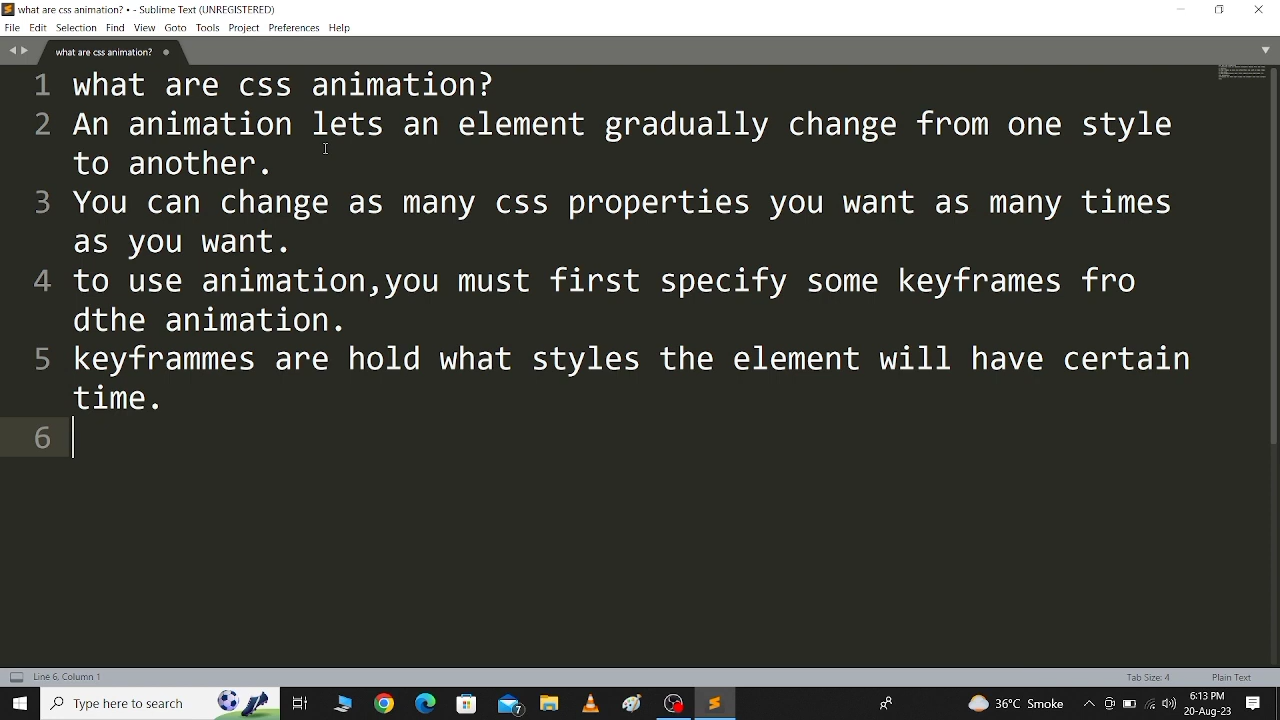 what are css animation? • - Sublime Text (UNREGISTERED)
File Edit Selection Find View Goto Tools Project Preferences Help
what are css animation?
1 what are css animation?
2 An animation lets an element gradually change from one style
to another.
3 You can change as many css properties you want as many times
as you want.
4 to use animation,you must first specify some keyframes fro
dthe animation.
5 keyframmes are hold what styles the element will have certain
time.
6
Line 6, Column 1 Tab Size: 4 Plain Text
Type here to search 7 36°C Smoke 6:13 PM
20-Aug-23